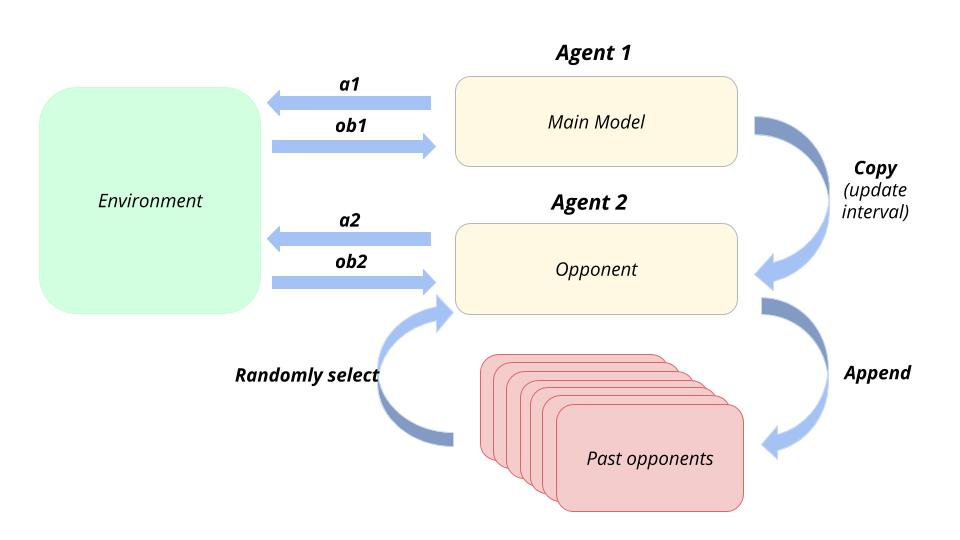 Agent 1
a1
Main Model
ob1
Copy
(update
interval)
Environment
Agent 2
a2
ob2
Opponent
Randomly select
Append
Past opponents